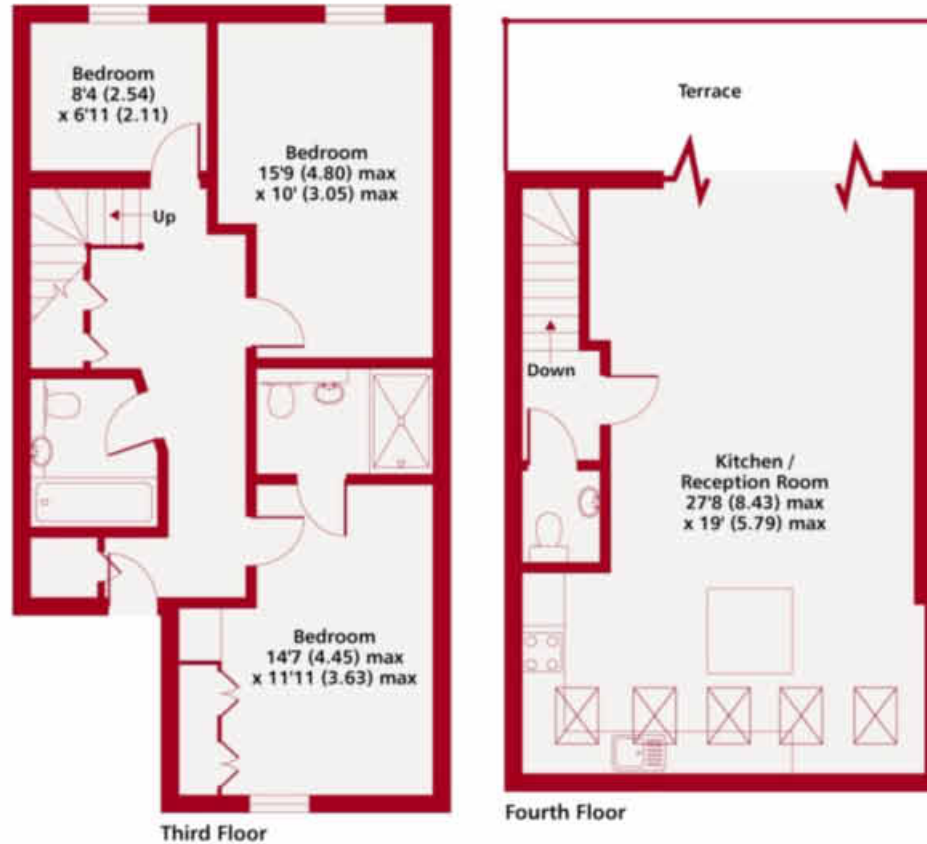 Bedroom
8'4 (2.54)
x 6'11 (2.11)
Bedroom
15'9 (4.80) max
x 10' (3.05) max
Up
Bedroom
14'7 (4.45) max
x 11'11 (3.63) max
Third Floor
Terrace
Down
Kitchen /
Reception Room
27'8 (8.43) max
x 19' (5.79) max
Fourth Floor